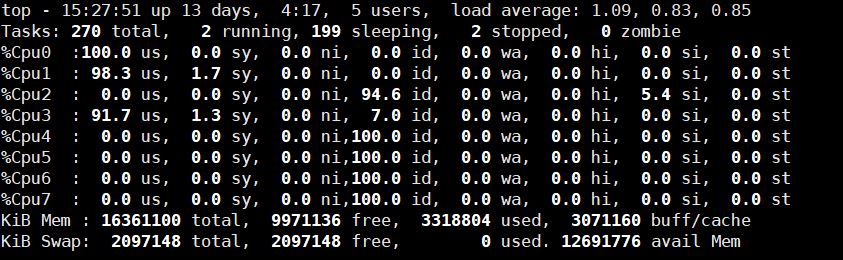 top - 15:27:51 up 13 days,  4:17,  5 users,  load average: 1.09, 0.83, 0.85
Tasks: 270 total,   2 running, 199 sleeping,   2 stopped,   0 zombie
%Cpu0  :100.0 us,  0.0 sy,  0.0 ni,  0.0 id,  0.0 wa,  0.0 hi,  0.0 si,  0.0 st
%Cpu1  : 98.3 us,  1.7 sy,  0.0 ni,  0.0 id,  0.0 wa,  0.0 hi,  0.0 si,  0.0 st
%Cpu2  :  0.0 us,  0.0 sy,  0.0 ni, 94.6 id,  0.0 wa,  0.0 hi,  5.4 si,  0.0 st
%Cpu3  : 91.7 us,  1.3 sy,  0.0 ni,  7.0 id,  0.0 wa,  0.0 hi,  0.0 si,  0.0 st
%Cpu4  :  0.0 us,  0.0 sy,  0.0 ni,100.0 id,  0.0 wa,  0.0 hi,  0.0 si,  0.0 st
%Cpu5  :  0.0 us,  0.0 sy,  0.0 ni,100.0 id,  0.0 wa,  0.0 hi,  0.0 si,  0.0 st
%Cpu6  :  0.0 us,  0.0 sy,  0.0 ni,100.0 id,  0.0 wa,  0.0 hi,  0.0 si,  0.0 st
%Cpu7  :  0.0 us,  0.0 sy,  0.0 ni,100.0 id,  0.0 wa,  0.0 hi,  0.0 si,  0.0 st
KiB Mem : 16361100 total,  9971136 free,  3318804 used,  3071160 buff/cache
KiB Swap:  2097148 total,  2097148 free,        0 used. 12691776 avail Mem